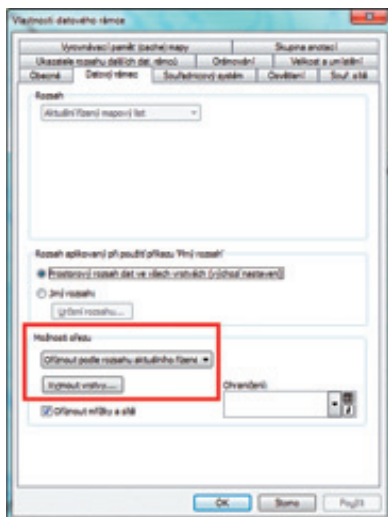 Vlastnosti datového rámce
Vyrovnávací paměť (cache) mapy Skupina anotací
Ukazatele rozsahu dalších dat. rámců Orámování Velikost a umístění
Obecné Datový rámec Souřadnicový systém Osvětlení Souř. sítě
Rozsah
Aktuální řízený mapový list
Rozsah aplikovaný při použití příkazu 'Plný rozsah'
Prostorový rozsah dat ve všech vrstvách (výchozí nastavení)
Jiný rozsah:
Určení rozsahu...
Možnosti ořezu
Oříznout podle rozsahu aktuálního řízené
Vyjmout vrstvy...
Ohraničení:
Oříznout mřížky a sítě
OK Storno Použít